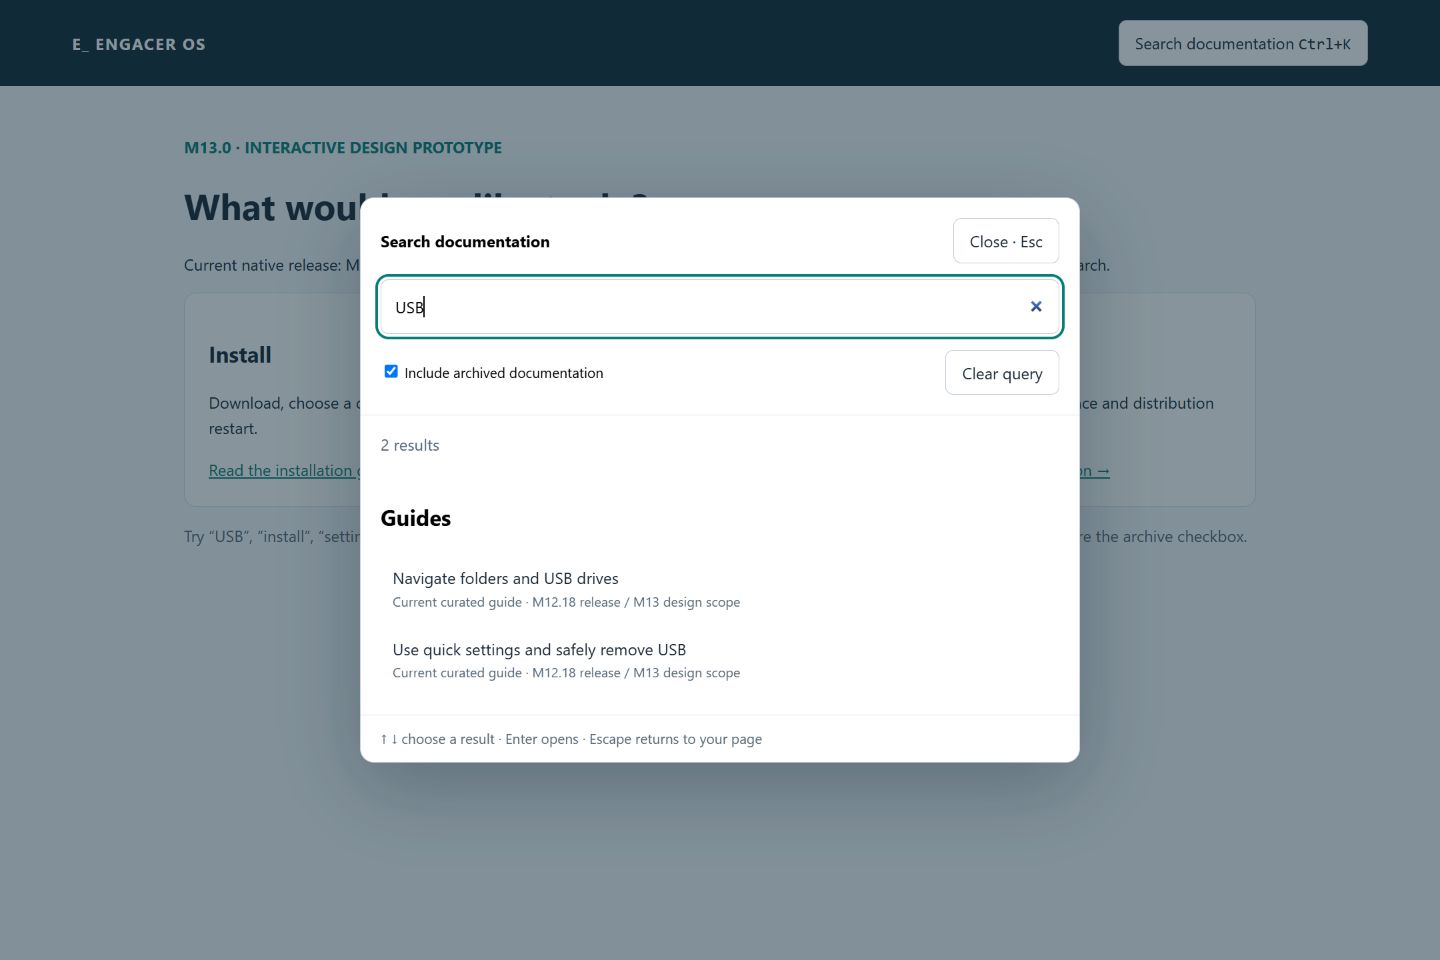 E_ ENGACER OS
Search documentation Ctrl+K
M13.0 · INTERACTIVE DESIGN PROTOTYPE
What
Current native release:
Install
Download, choose a
restart.
Read the installation
Try “USB”, “install”,
Search documentation
Close · Esc
USB
✕
Include archived documentation
Clear query
2 results
Guides
Navigate folders and USB drives
Current curated guide · M12.18 release / M13 design scope
Use quick settings and safely remove USB
Current curated guide · M12.18 release / M13 design scope
↑ ↓ choose a result · Enter opens · Escape returns to your page
and distribution
→
the archive checkbox.